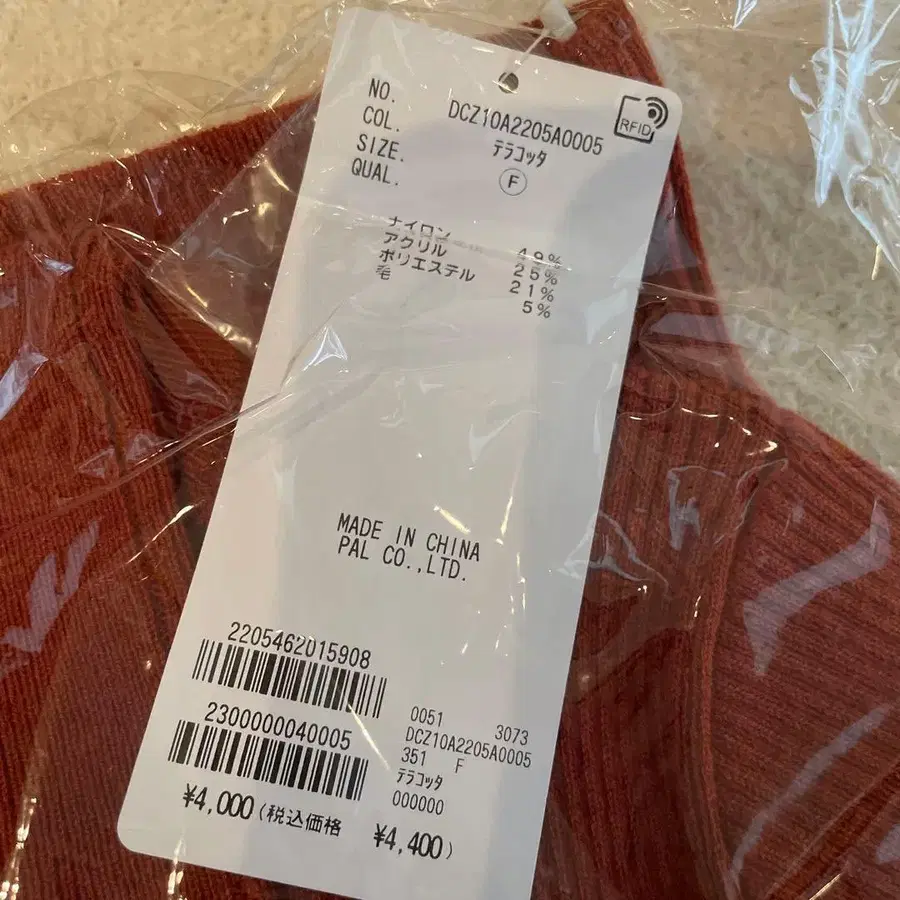 NO. DCZ10A2205A0005
RFID
COL. テラコッタ
SIZE. F
QUAL.
ナイロン 49%
アクリル 25%
ポリエステル 21%
毛 5%
MADE IN CHINA
PAL CO.,LTD.
2205462015908
2300000040005
0051 3073
DCZ10A2205A0005
351 F
テラコッタ
000000
¥4,000(税込価格 ¥4,400)